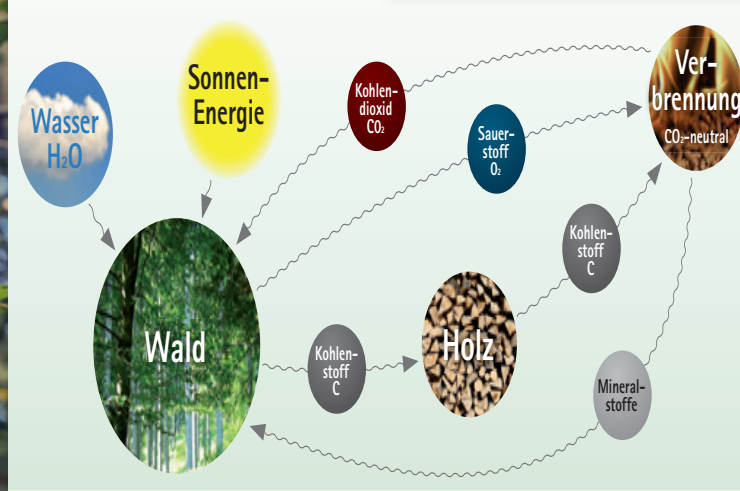 Wasser
H₂O
Sonnen-
Energie
Kohlen-
dioxid
CO₂
Sauer-
stoff
O₂
Ver-
brennung
CO₂-neutral
Kohlen-
stoff
C
Wald
Kohlen-
stoff
C
Holz
Mineral-
stoffe